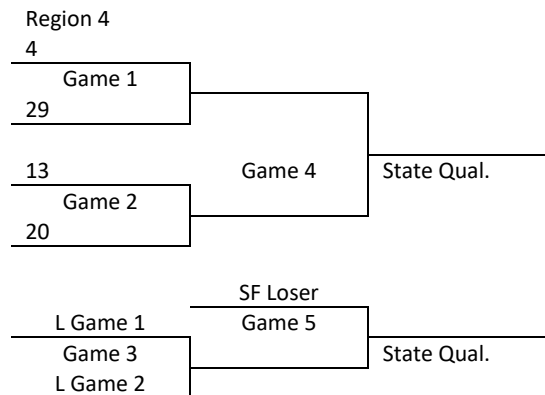 Region 4
4
Game 1
29
13
Game 4
State Qual.
Game 2
20
SF Loser
L Game 1
Game 5
Game 3
State Qual.
L Game 2